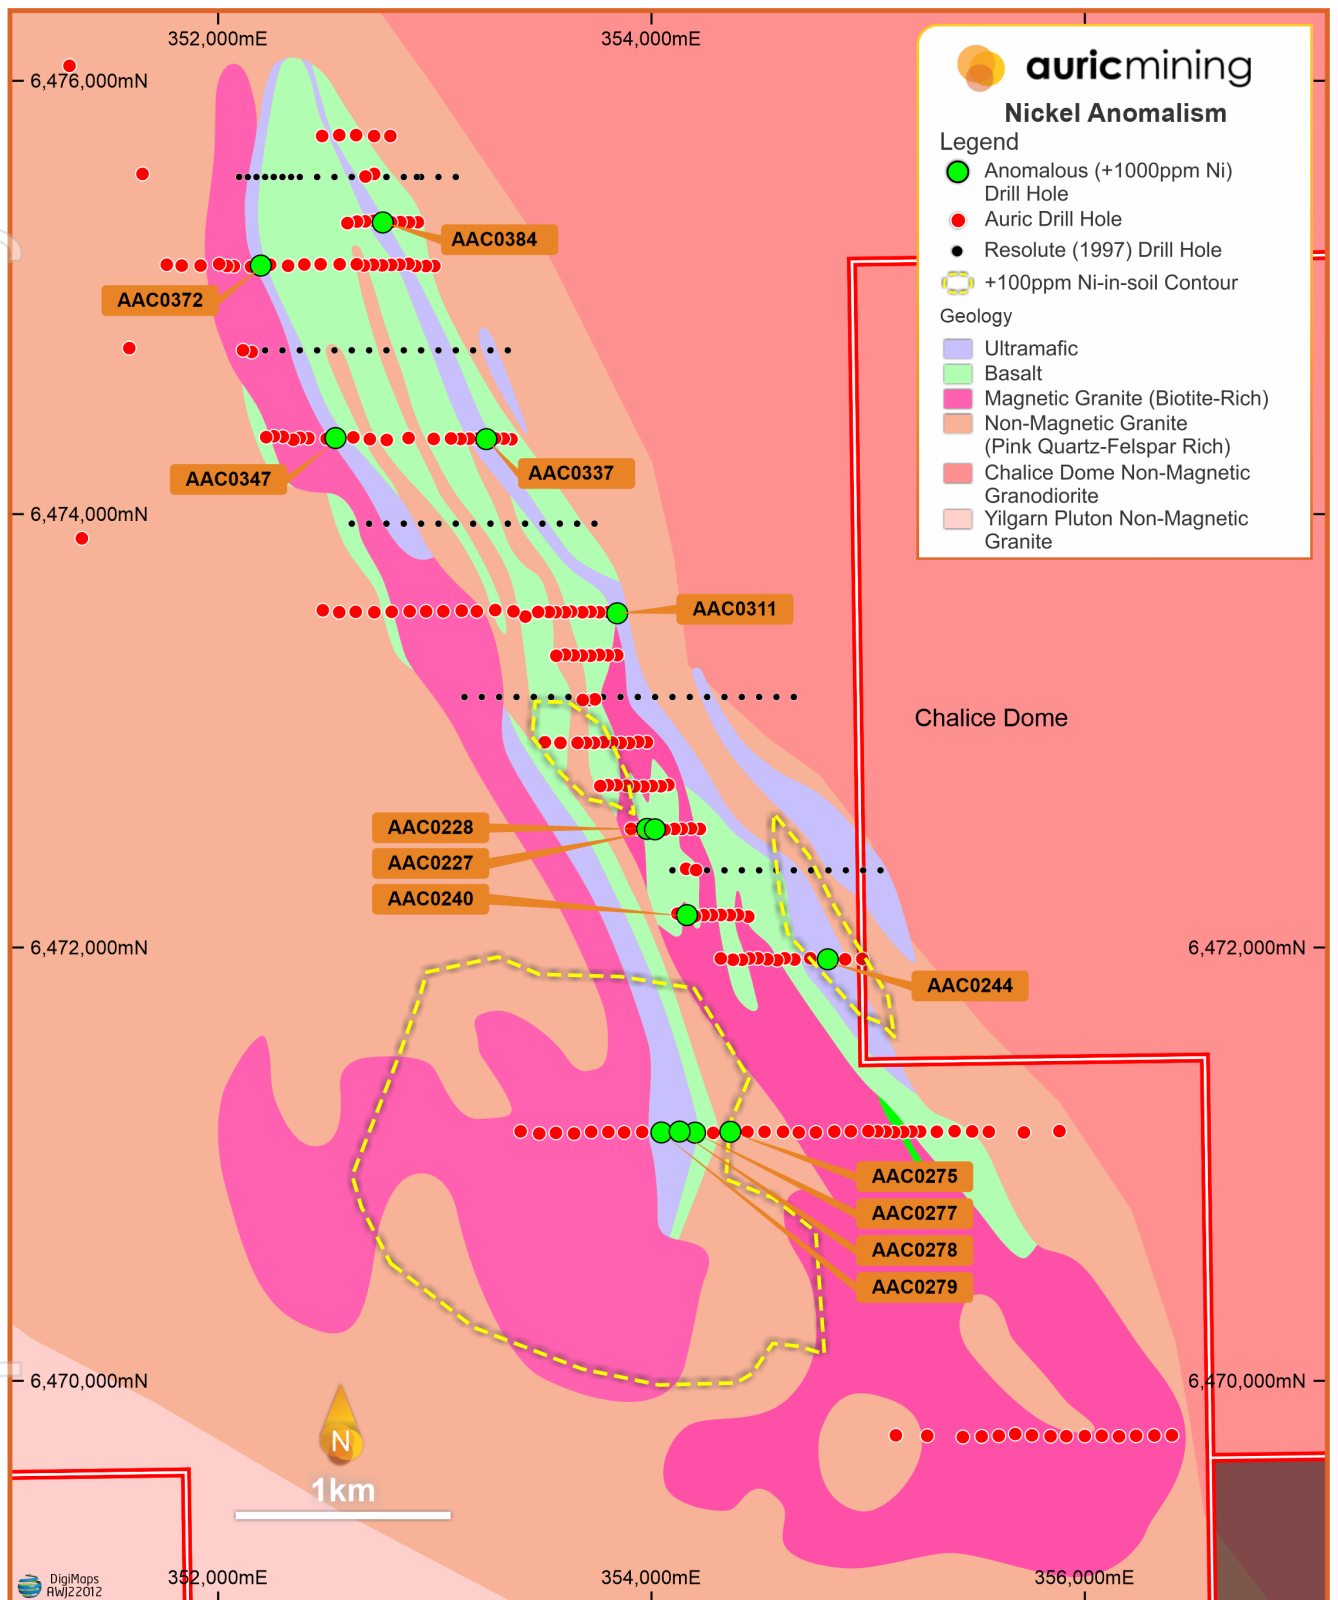 352,000mE
354,000mE
6,476,000mN
auricmining
Nickel Anomalism
Legend
Anomalous (+1000ppm Ni)
Drill Hole
Auric Drill Hole
Resolute (1997) Drill Hole
+100ppm Ni-in-soil Contour
Geology
Ultramafic
Basalt
Magnetic Granite (Biotite-Rich)
Non-Magnetic Granite
(Pink Quartz-Felspar Rich)
Chalice Dome Non-Magnetic
Granodiorite
Yilgarn Pluton Non-Magnetic
Granite
AAC0384
AAC0372
AAC0347
AAC0337
6,474,000mN
AAC0311
Chalice Dome
AAC0228
AAC0227
AAC0240
6,472,000mN
6,472,000mN
AAC0244
AAC0275
AAC0277
AAC0278
AAC0279
6,470,000mN
6,470,000mN
N
1km
DigiMaps
AWJ22012
352,000mE
354,000mE
356,000mE